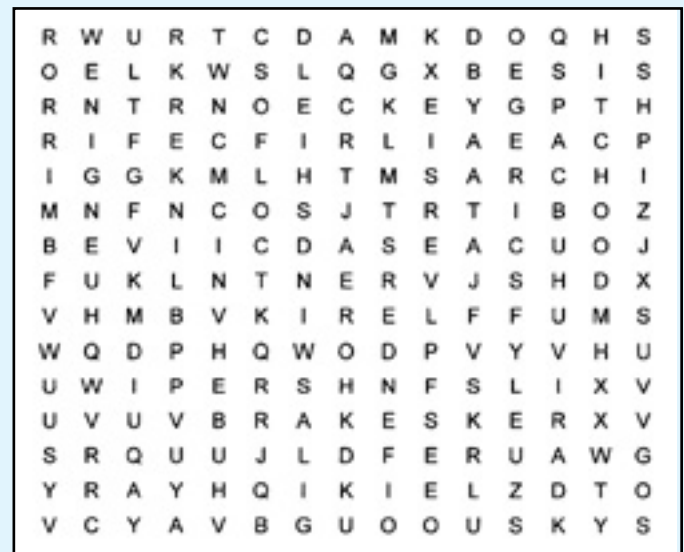 R W U R T C D A M K D O Q H S
O E L K W S L Q G X B E S I S
R N T R N O E C K E Y G P T H
R I F E C F I R L I A E A C P
I G G K M L H T M S A R C H I
M N F N C O S J T R T I B O Z
B E V I I C D A S E A C U O J
F U K L N T N E R V J S H D X
V H M B V K I R E L F F U M S
W Q D P H Q W O D P V Y V H U
U W I P E R S H N F S L I X V
U V U V B R A K E S K E R X V
S R Q U U J L D F E R U A W G
Y R A Y H Q I K I E L Z D T O
V C Y A V B G U O O U S K Y S